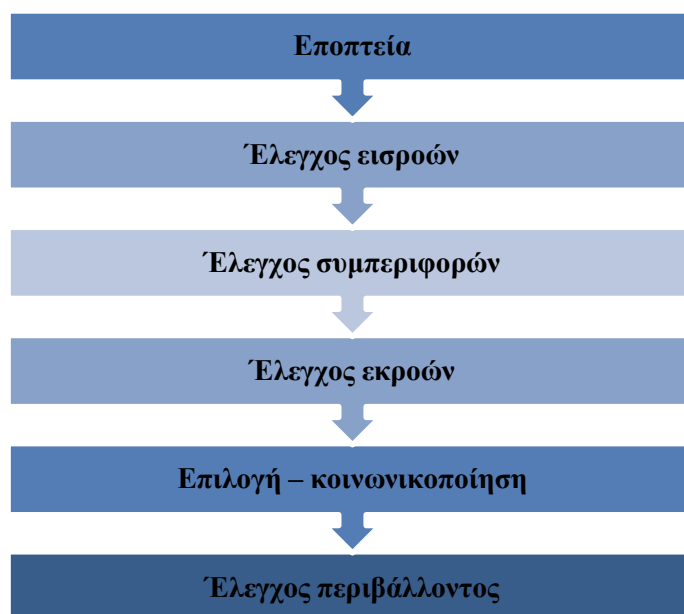 Εποπτεία
Έλεγχος εισροών
Έλεγχος συμπεριφορών
Έλεγχος εκροών
Επιλογή – κοινωνικοποίηση
Έλεγχος περιβάλλοντος